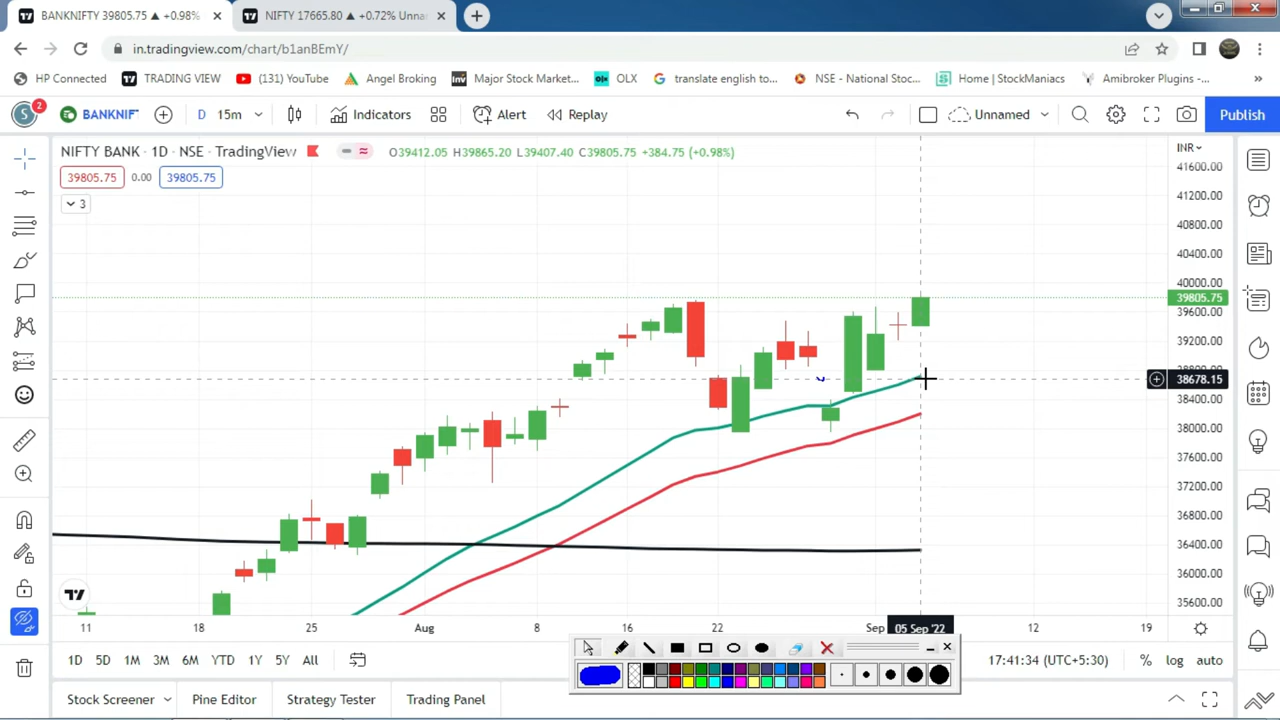 BANKNIFTY 39805.75 ▲ +0.98%
NIFTY 17665.80 ▲ +0.72% Unna
in.tradingview.com/chart/b1anBEmY/
HP Connected
TRADING VIEW
(131) YouTube
Angel Broking
Major Stock Market...
OLX
translate english to...
NSE - National Stoc...
Home | StockManiacs
Amibroker Plugins -...
S 2
BANKNIF
D
15m
Indicators
Alert
Replay
Unnamed
Publish
NIFTY BANK · 1D · NSE · TradingView
O39412.05 H39865.20 L39407.40 C39805.75 +384.75 (+0.98%)
INR
39805.75
0.00
39805.75
3
41600.00
41200.00
40800.00
40400.00
40000.00
39805.75
39600.00
39200.00
38678.15
38400.00
38000.00
37600.00
37200.00
36800.00
36400.00
36000.00
35600.00
11
18
25
Aug
8
16
22
Sep
05 Sep '22
12
19
1D
5D
1M
3M
6M
YTD
1Y
5Y
All
17:41:34 (UTC+5:30)
%
log
auto
Stock Screener
Pine Editor
Strategy Tester
Trading Panel